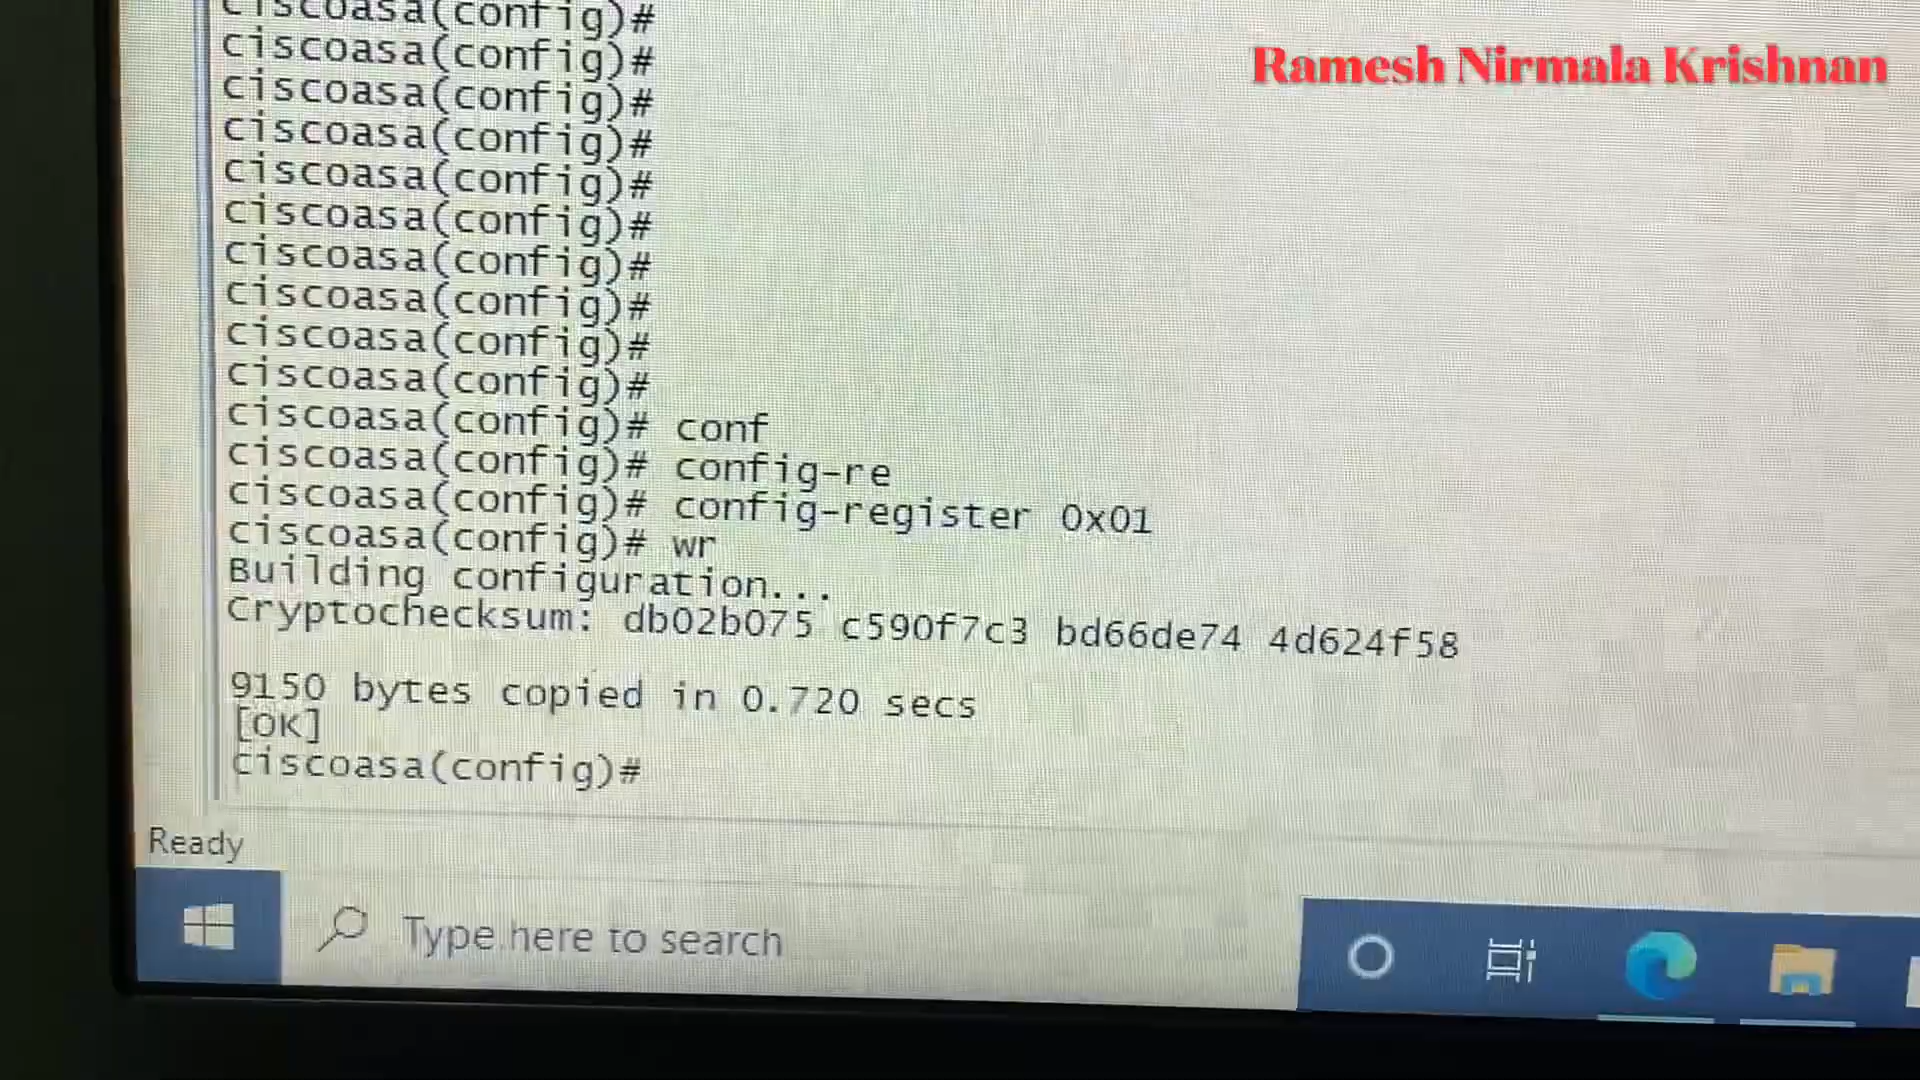 ciscoasa(config)#
Ramesh Nirmala Krishnan
ciscoasa(config)#
ciscoasa(config)#
ciscoasa(config)#
ciscoasa(config)#
ciscoasa(config)#
ciscoasa(config)#
ciscoasa(config)#
ciscoasa(config)#
ciscoasa(config)#
ciscoasa(config)# conf
ciscoasa(config)# config-re
ciscoasa(config)# config-register 0x01
ciscoasa(config)# wr
Building configuration...
Cryptochecksum: db02b075 c590f7c3 bd66de74 4d624f58
9150 bytes copied in 0.720 secs
[OK]
ciscoasa(config)#
Ready
Type here to search